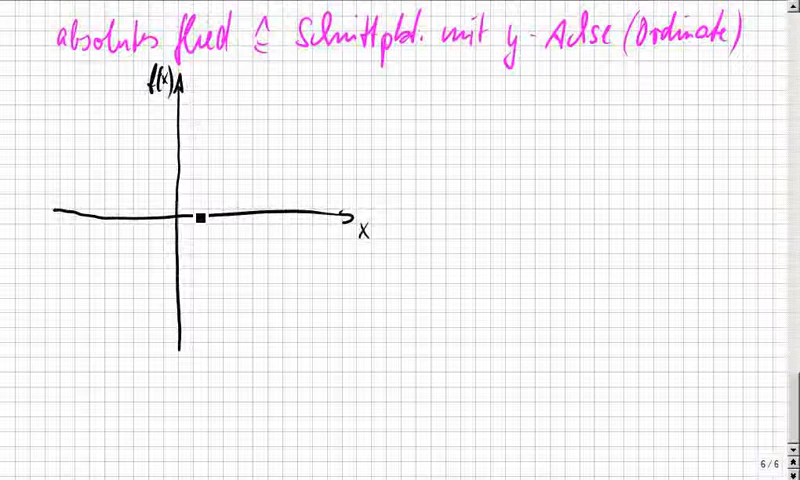 absolutes Glied ≙ Schnittpkt. mit y-Achse (Ordinate)
f(x)
x
6/6